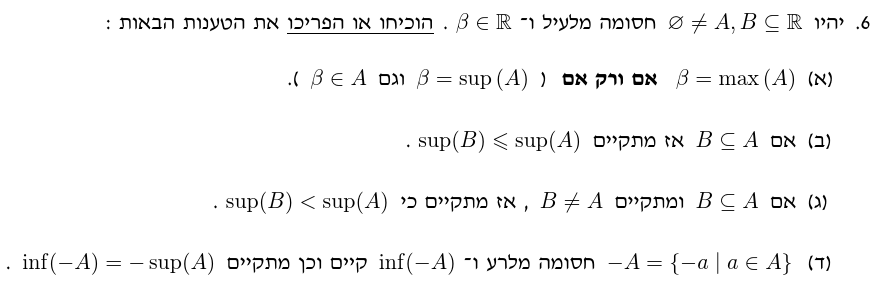 6. יהיו ∅ ≠ A, B ⊆ ℝ חסומה מלעיל ו־ β ∈ ℝ . הוכיחו או הפריכו את הטענות הבאות :
(א) β = max (A) אם ורק אם ( β = sup (A) וגם β ∈ A ).
(ב) אם B ⊆ A אז מתקיים sup(B) ⩽ sup(A) .
(ג) אם B ⊆ A ומתקיים B ≠ A , אז מתקיים כי sup(B) < sup(A) .
(ד) −A = {−a | a ∈ A} חסומה מלרע ו־ inf(−A) קיים וכן מתקיים inf(−A) = − sup(A) .